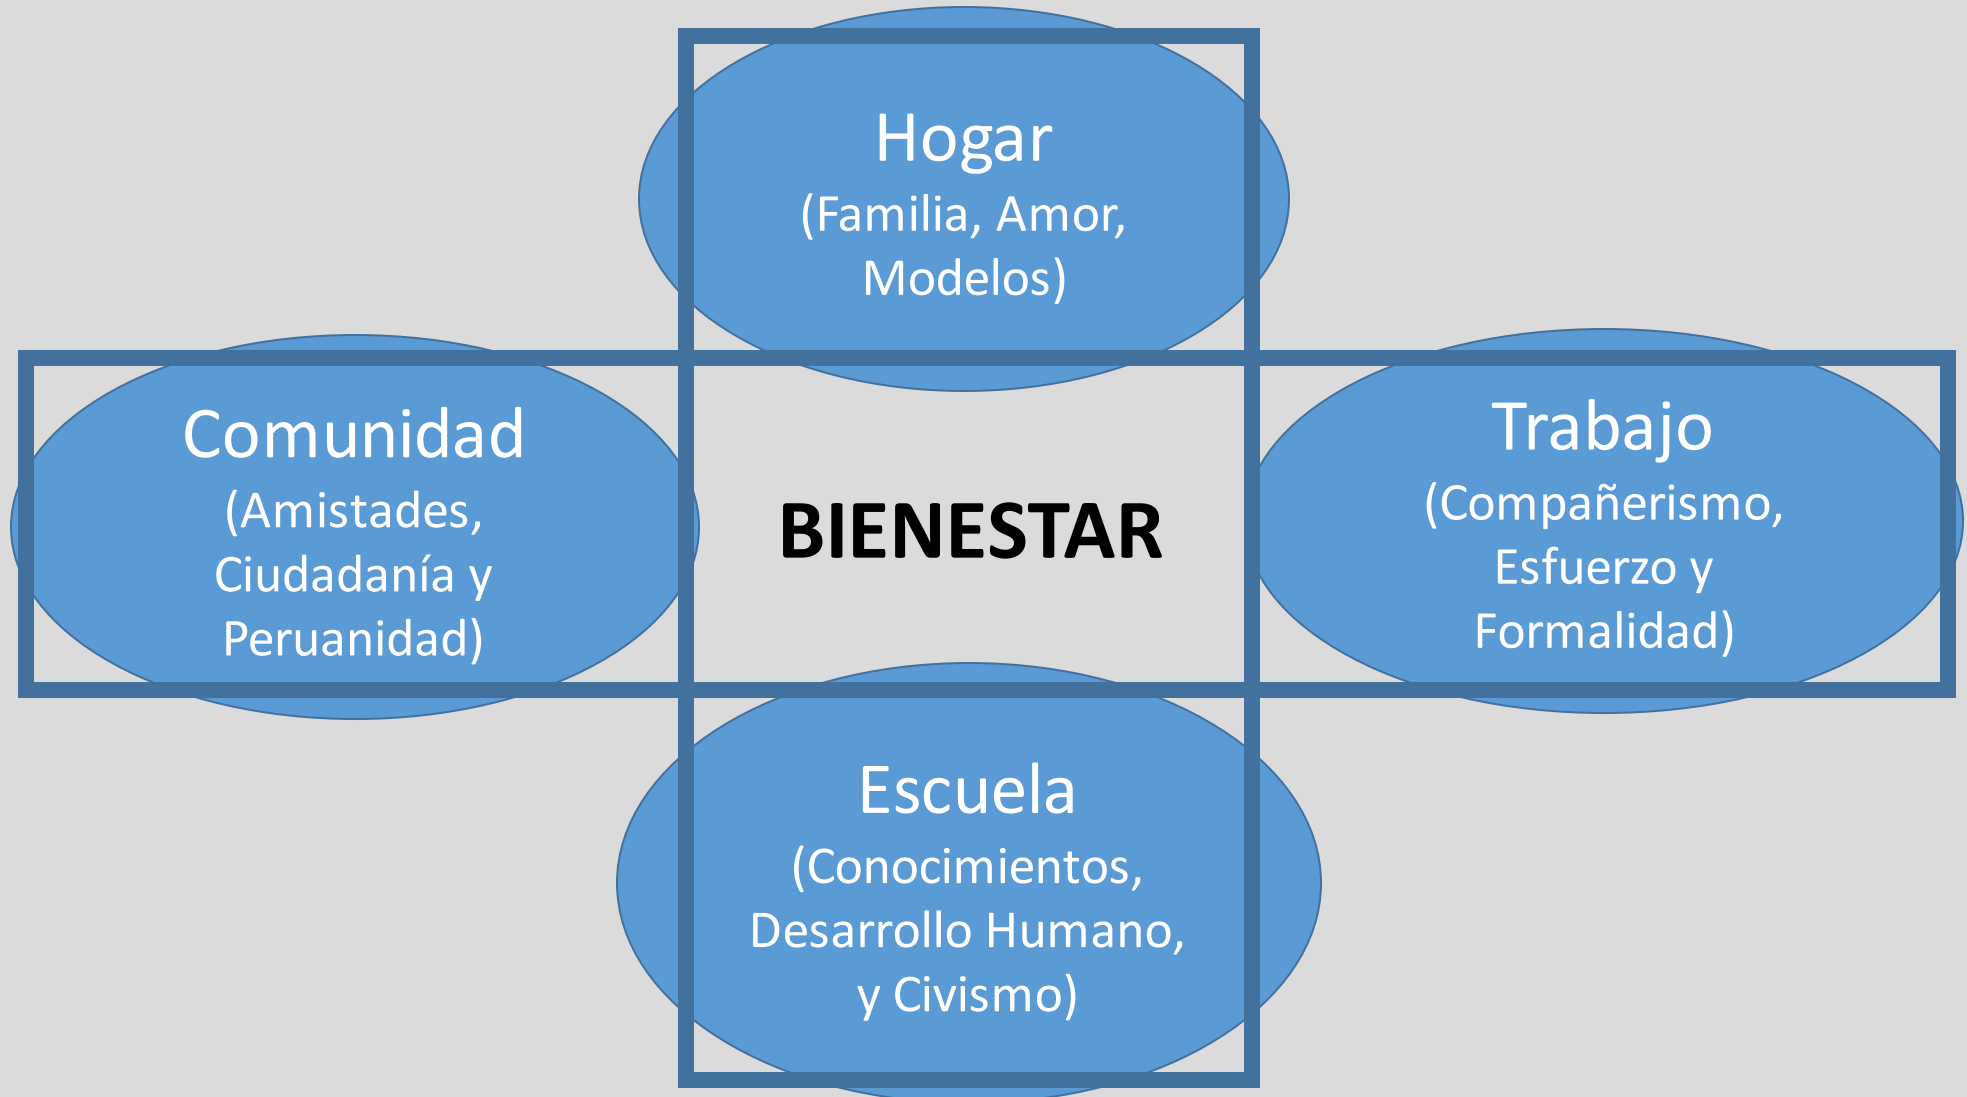 Hogar
(Familia, Amor,
Modelos)
Comunidad
(Amistades,
Ciudadanía y
Peruanidad)
BIENESTAR
Trabajo
(Compañerismo,
Esfuerzo y
Formalidad)
Escuela
(Conocimientos,
Desarrollo Humano,
y Civismo)